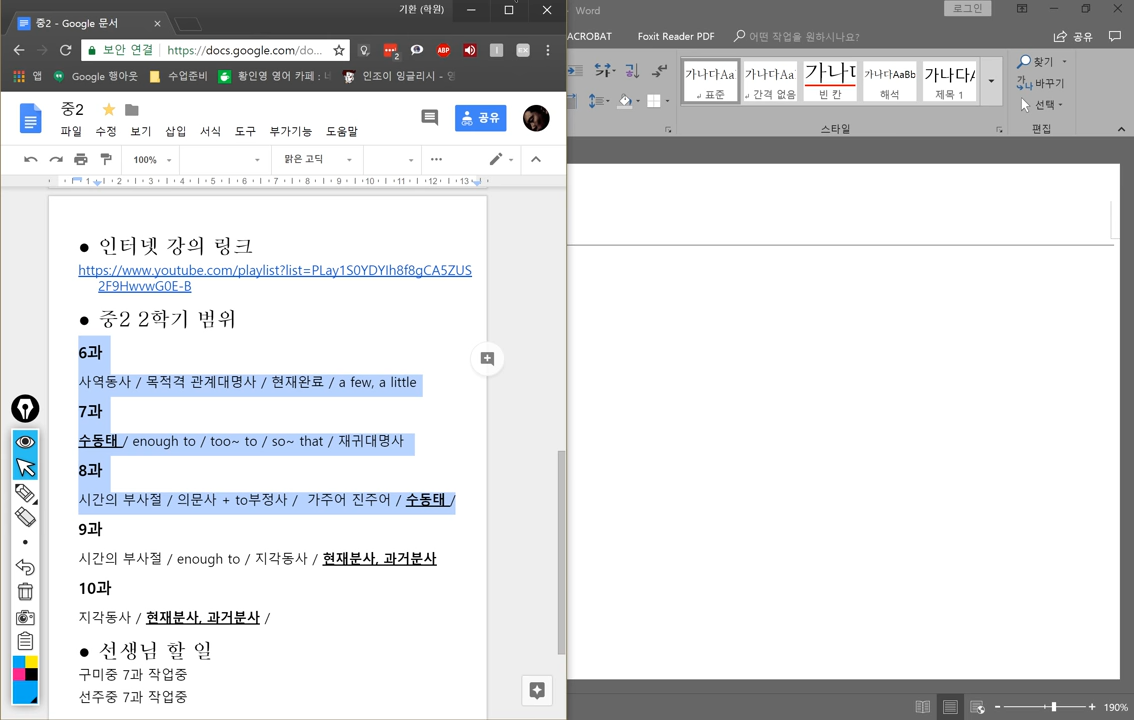 기환 (학원)
중2 - Google 문서
보안 연결 https://docs.google.com/do...
앱 Google 행아웃 수업준비 황인영 영어 카페 : 인조이 잉글리시 -
중2
파일 수정 보기 삽입 서식 도구 부가기능 도움말
공유
100% 맑은 고딕
1 2 3 4 5 6 7 8 9 10 11 12 13
● 인터넷 강의 링크
https://www.youtube.com/playlist?list=PLay1S0YDYIh8f8gCA5ZUS
2F9HwvwG0E-B
● 중2 2학기 범위
6과
사역동사 / 목적격 관계대명사 / 현재완료 / a few, a little
7과
수동태 / enough to / too~ to / so~ that / 재귀대명사
8과
시간의 부사절 / 의문사 + to부정사 / 가주어 진주어 / 수동태 /
9과
시간의 부사절 / enough to / 지각동사 / 현재분사, 과거분사
10과
지각동사 / 현재분사, 과거분사 /
● 선생님 할 일
구미중 7과 작업중
선주중 7과 작업중
Word
로그인
ACROBAT Foxit Reader PDF 어떤 작업을 원하시나요? 공유
가나다Aa 가나다Aa 가나다 가나다AaBb 가나다
표준 간격 없음 빈 칸 해석 제목 1
스타일
찾기
바꾸기
선택
편집
190%